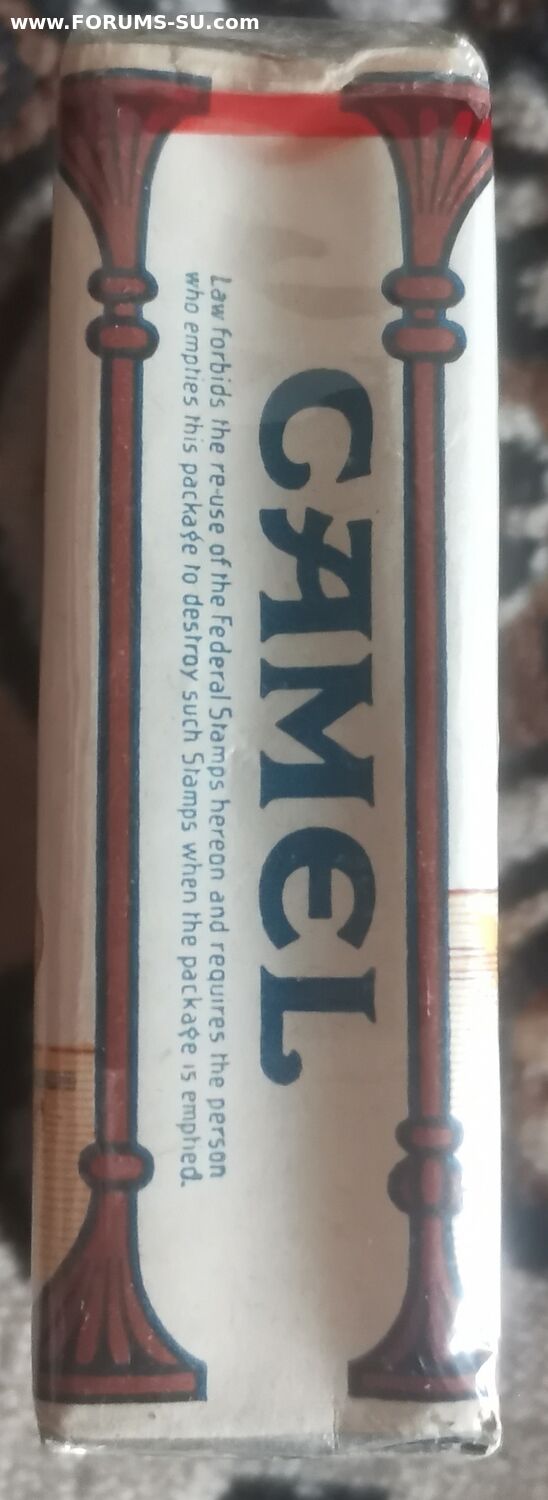 www.FORUMS-SU.com
CAMEL
Law forbids the re-use of the Federal Stamps hereon and requires the person
who empties this package to destroy such Stamps when the package is emptied.